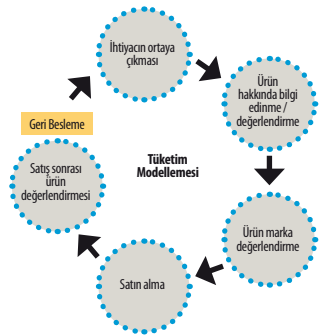 İhtiyacın ortaya
çıkması
Ürün
hakkında bilgi
edinme /
değerlendirme
Geri Besleme
Tüketim
Modellemesi
Satış sonrası
ürün
değerlendirmesi
Ürün marka
değerlendirme
Satın alma